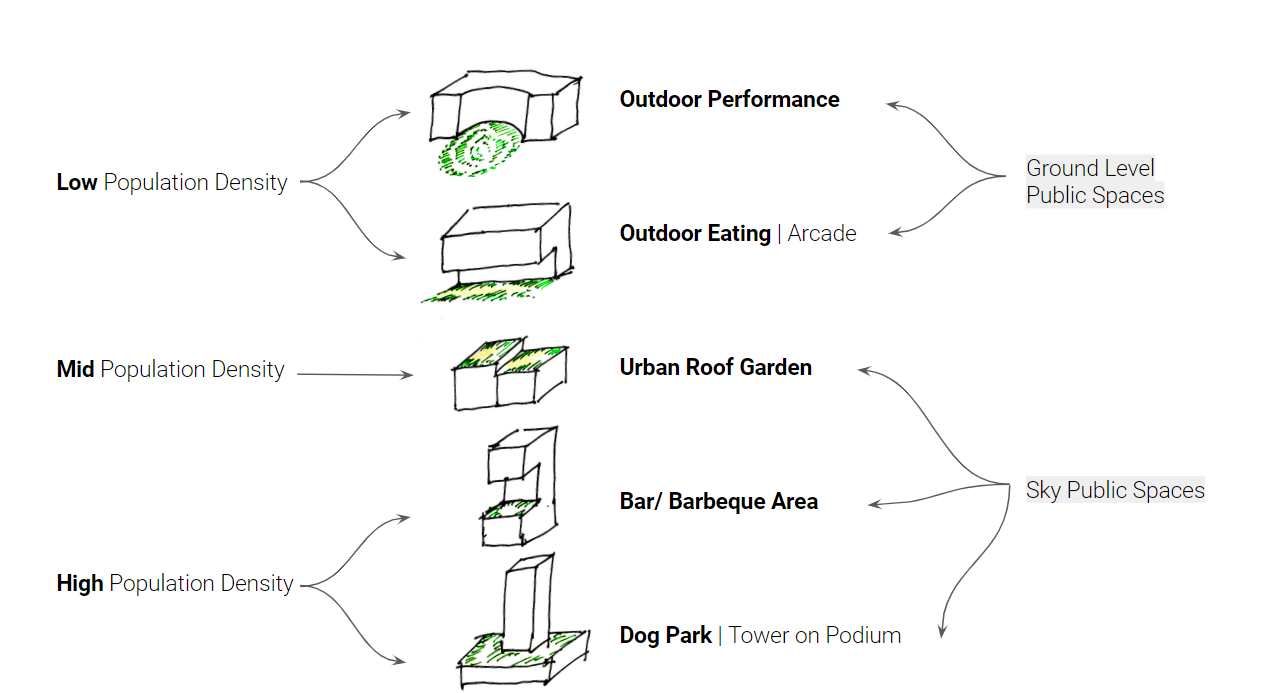 Outdoor Performance
Ground Level
Public Spaces
Low Population Density
Outdoor Eating | Arcade
Mid Population Density
Urban Roof Garden
Sky Public Spaces
Bar/ Barbeque Area
High Population Density
Dog Park | Tower on Podium